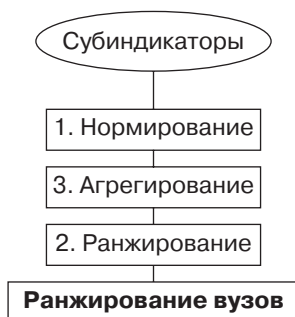 Субиндикаторы
1. Нормирование
3. Агрегирование
2. Ранжирование
Ранжирование вузов